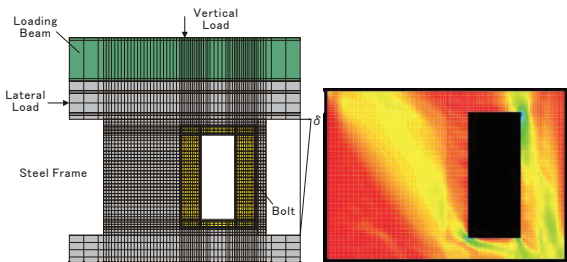 Vertical
Load
Loading
Beam
Lateral
Load
δ
Steel Frame
Bolt